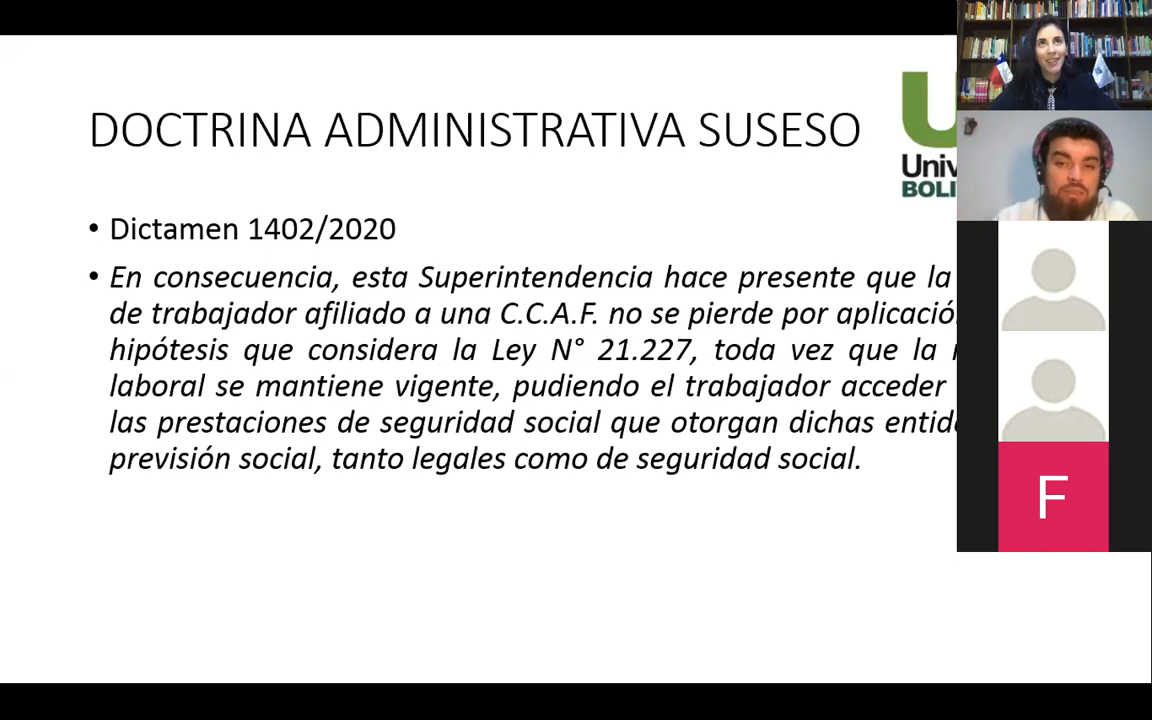 DOCTRINA ADMINISTRATIVA SUSESO
U
Univ
BOLI
• Dictamen 1402/2020
• En consecuencia, esta Superintendencia hace presente que la
de trabajador afiliado a una C.C.A.F. no se pierde por aplicació
hipótesis que considera la Ley N° 21.227, toda vez que la
laboral se mantiene vigente, pudiendo el trabajador acceder
las prestaciones de seguridad social que otorgan dichas entid
previsión social, tanto legales como de seguridad social.
F